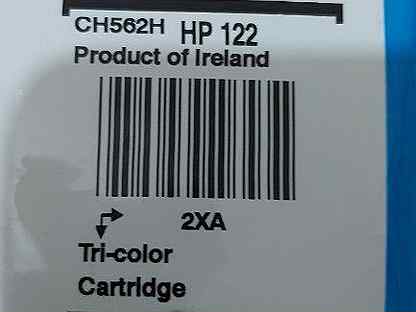 CH562H HP 122
Product of Ireland
2XA
Tri-color
Cartridge